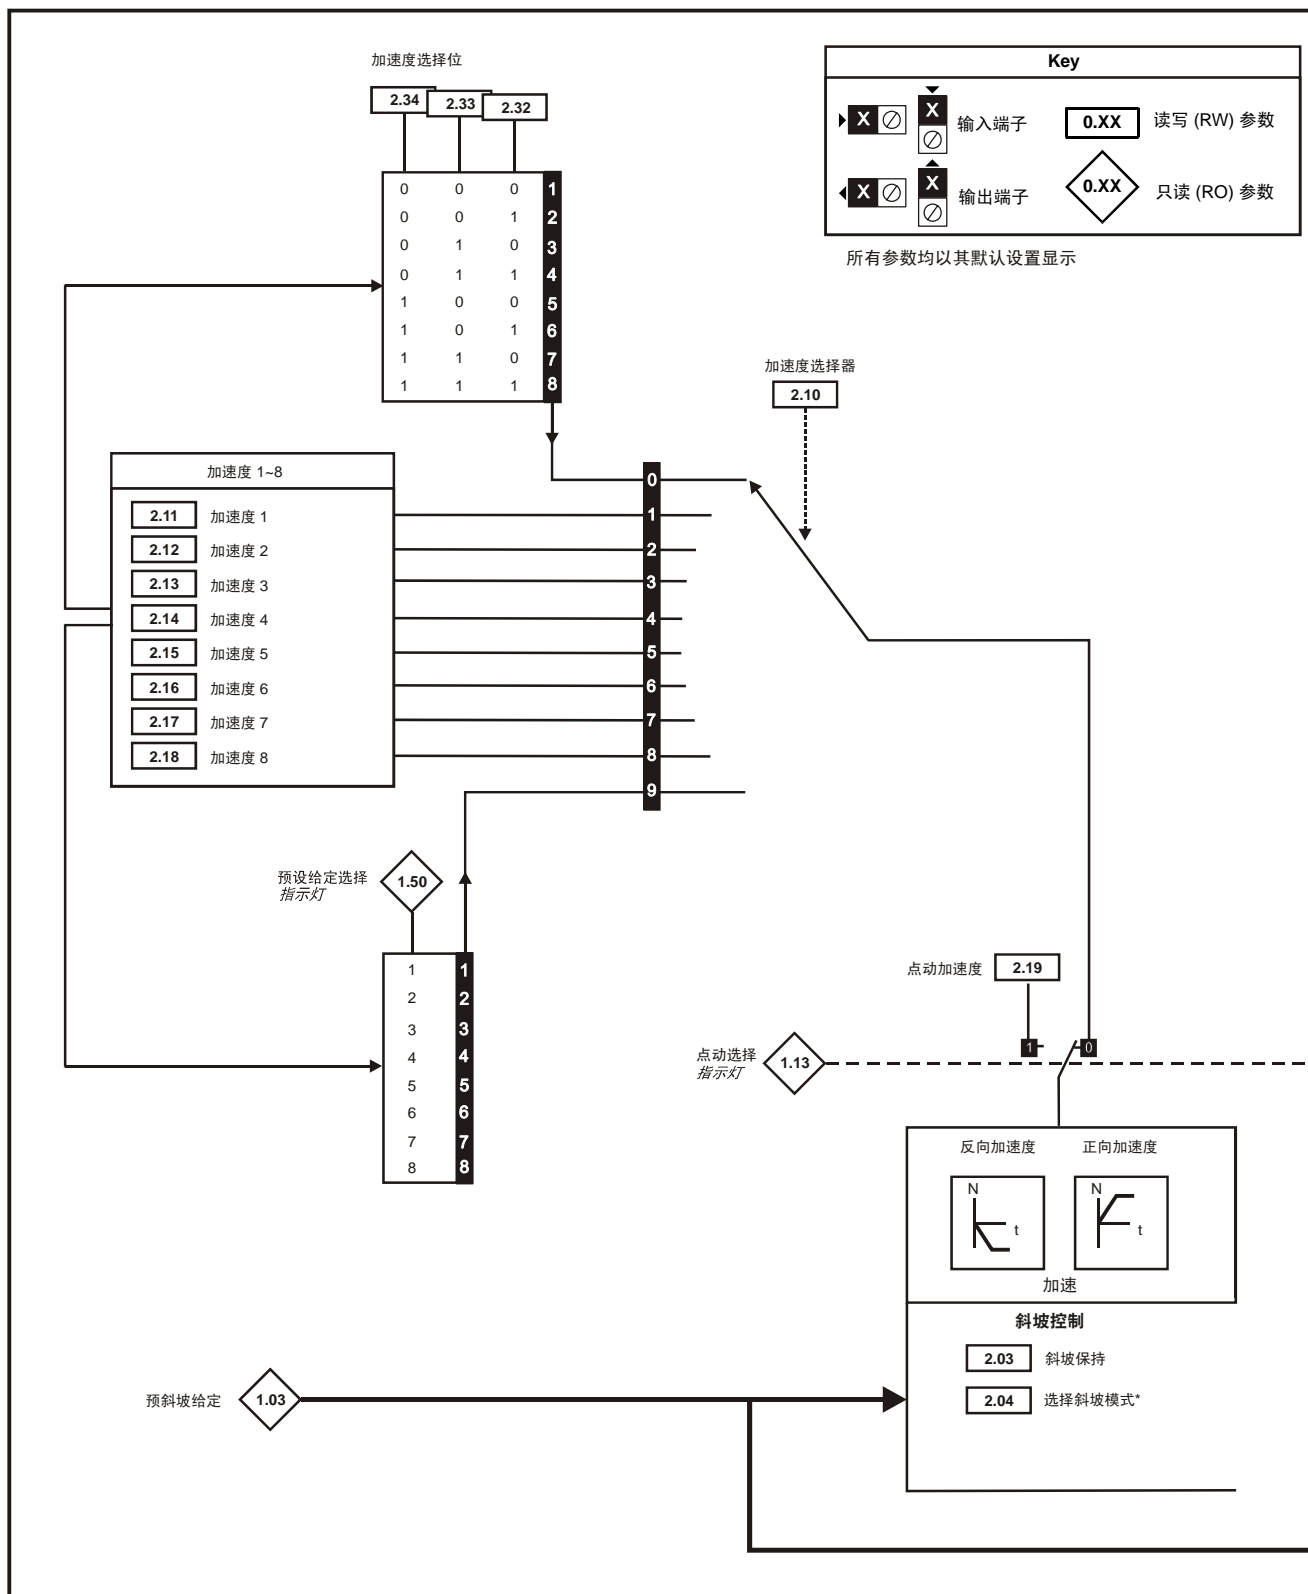 加速度选择位
2.34 2.33 2.32
0 0 0 1
0 0 1 2
0 1 0 3
0 1 1 4
1 0 0 5
1 0 1 6
1 1 0 7
1 1 1 8
Key
X X 输入端子 0.XX 读写 (RW) 参数
X X 输出端子 0.XX 只读 (RO) 参数
所有参数均以其默认设置显示
加速度选择器
2.10
加速度 1~8
2.11 加速度 1
2.12 加速度 2
2.13 加速度 3
2.14 加速度 4
2.15 加速度 5
2.16 加速度 6
2.17 加速度 7
2.18 加速度 8
0
1
2
3
4
5
6
7
8
9
预设给定选择
指示灯
1.50
1 1
2 2
3 3
4 4
5 5
6 6
7 7
8 8
点动加速度 2.19
1 0
点动选择
指示灯
1.13
反向加速度 正向加速度
N N
t t
加速
斜坡控制
2.03 斜坡保持
2.04 选择斜坡模式*
预斜坡给定 1.03